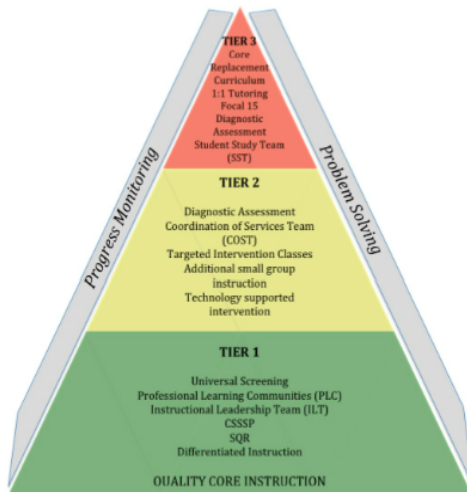 TIER 3
Core
Replacement
Curriculum
1:1 Tutoring
Focal 15
Diagnostic
Assessment
Student Study Team
(SST)
Progress Monitoring
Problem Solving
TIER 2
Diagnostic Assessment
Coordination of Services Team
(COST)
Targeted Intervention Classes
Additional small group
instruction
Technology supported
intervention
TIER 1
Universal Screening
Professional Learning Communities (PLC)
Instructional Leadership Team (ILT)
CSSSP
SQR
Differentiated Instruction
QUALITY CORE INSTRUCTION